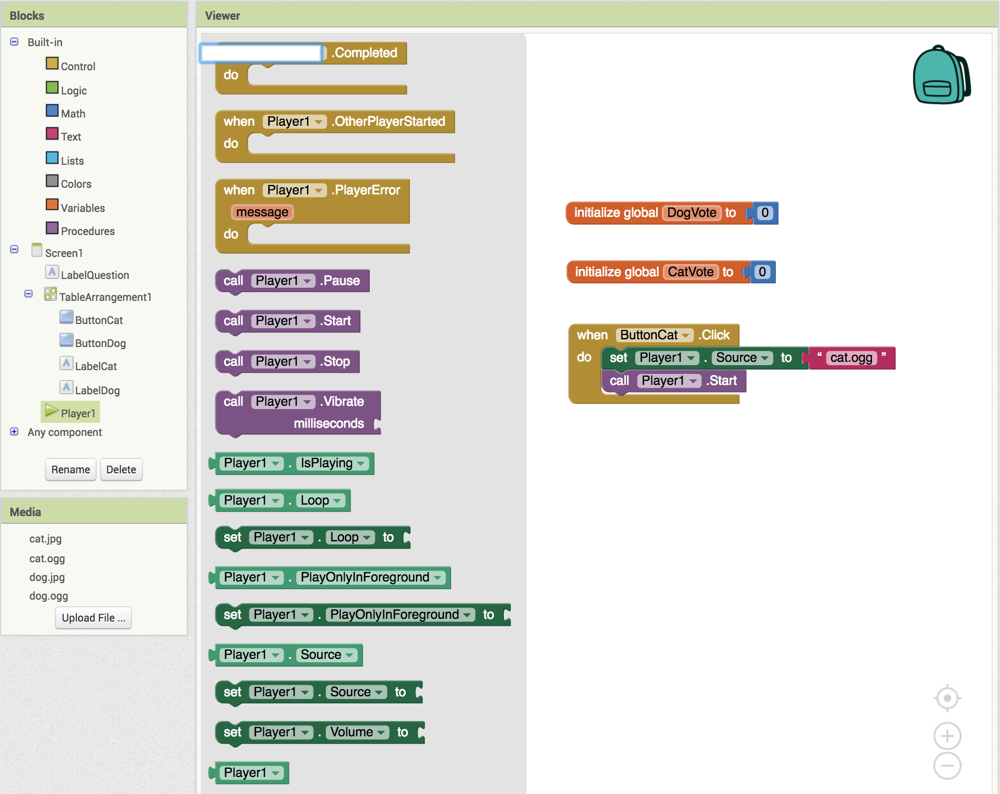 Blocks
Built-in
Control
Logic
Math
Text
Lists
Colors
Variables
Procedures
Screen1
A LabelQuestion
TableArrangement1
ButtonCat
ButtonDog
A LabelCat
A LabelDog
Player1
Any component
Rename Delete
Media
cat.jpg
cat.ogg
dog.jpg
dog.ogg
Upload File ...
Viewer
.Completed
do
when Player1 .OtherPlayerStarted
do
when Player1 .PlayerError
message
do
call Player1 .Pause
call Player1 .Start
call Player1 .Stop
call Player1 .Vibrate
milliseconds
Player1 . IsPlaying
Player1 . Loop
set Player1 . Loop to
Player1 . PlayOnlyInForeground
set Player1 . PlayOnlyInForeground to
Player1 . Source
set Player1 . Source to
set Player1 . Volume to
Player1
initialize global DogVote to 0
initialize global CatVote to 0
when ButtonCat .Click
do set Player1 . Source to “ cat.ogg ”
call Player1 .Start